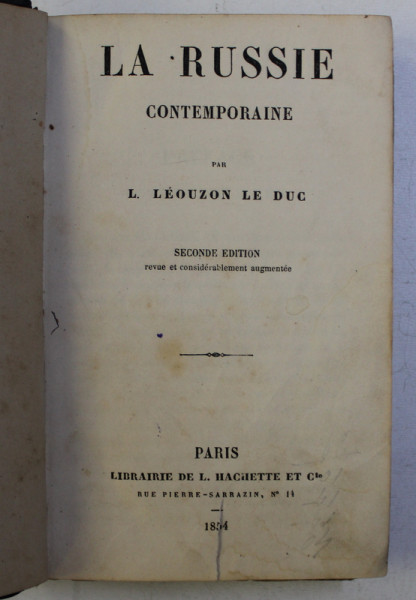 LA RUSSIE
CONTEMPORAINE
PAR
L. LÉOUZON LE DUC
SECONDE EDITION
revue et considérablement augmentée
PARIS
LIBRAIRIE DE L. HACHETTE ET Cie
RUE PIERRE-SARRAZIN, No 14
1854